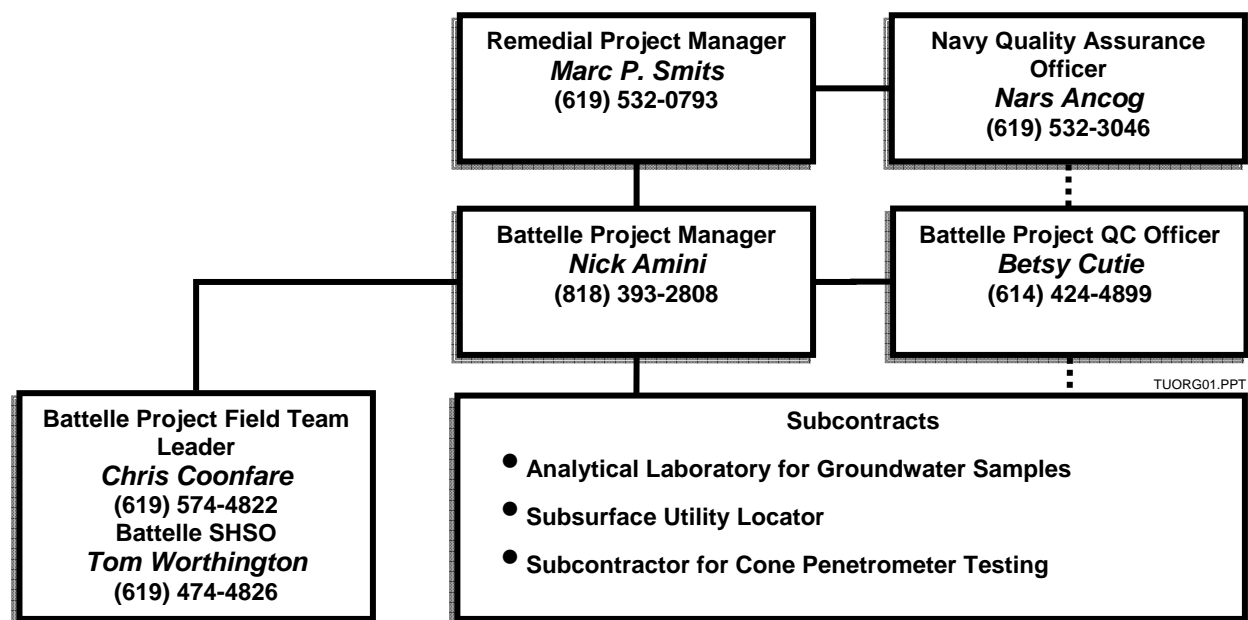 Remedial Project Manager
Marc P. Smits
(619) 532-0793
Navy Quality Assurance
Officer
Nars Ancog
(619) 532-3046
Battelle Project Manager
Nick Amini
(818) 393-2808
Battelle Project QC Officer
Betsy Cutie
(614) 424-4899
TUORG01.PPT
Battelle Project Field Team
Leader
Chris Coonfare
(619) 574-4822
Battelle SHSO
Tom Worthington
(619) 474-4826
Subcontracts
• Analytical Laboratory for Groundwater Samples
• Subsurface Utility Locator
• Subcontractor for Cone Penetrometer Testing